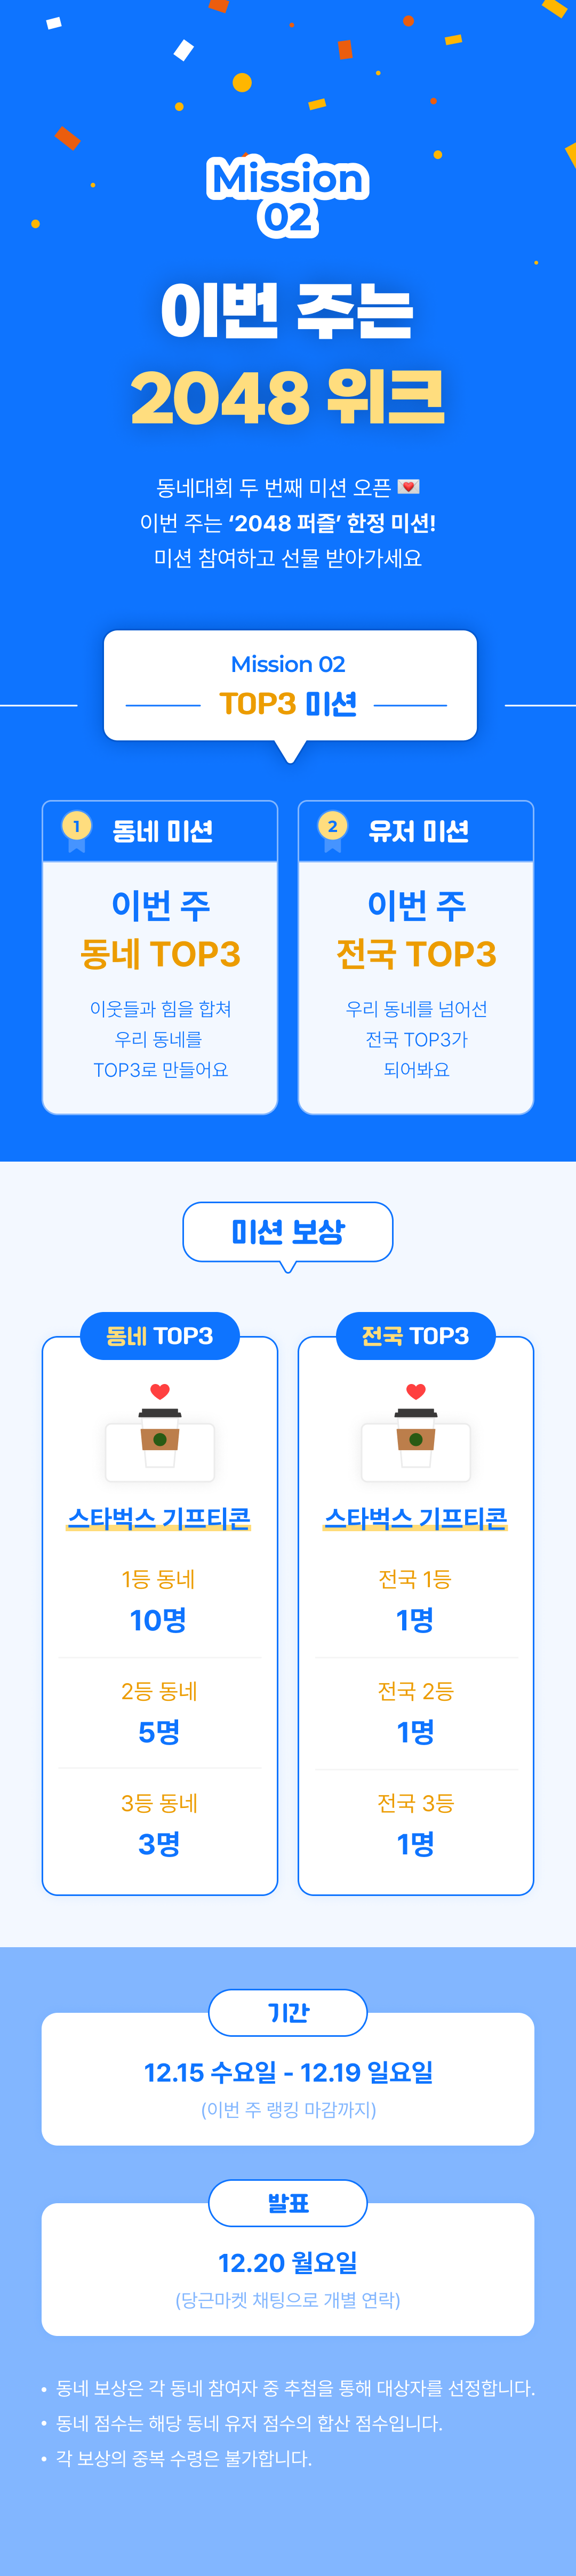 Mission
02
이번 주는
2048 위크
동네대회 두 번째 미션 오픈 💌
이번 주는 ‘2048 퍼즐’ 한정 미션!
미션 참여하고 선물 받아가세요
Mission 02
TOP3 미션
1 동네 미션
이번 주
동네 TOP3
이웃들과 힘을 합쳐
우리 동네를
TOP3로 만들어요
2 유저 미션
이번 주
전국 TOP3
우리 동네를 넘어선
전국 TOP3가
되어봐요
미션 보상
동네 TOP3
스타벅스 기프티콘
1등 동네
10명
2등 동네
5명
3등 동네
3명
전국 TOP3
스타벅스 기프티콘
전국 1등
1명
전국 2등
1명
전국 3등
1명
기간
12.15 수요일 - 12.19 일요일
(이번 주 랭킹 마감까지)
발표
12.20 월요일
(당근마켓 채팅으로 개별 연락)
• 동네 보상은 각 동네 참여자 중 추첨을 통해 대상자를 선정합니다.
• 동네 점수는 해당 동네 유저 점수의 합산 점수입니다.
• 각 보상의 중복 수령은 불가합니다.